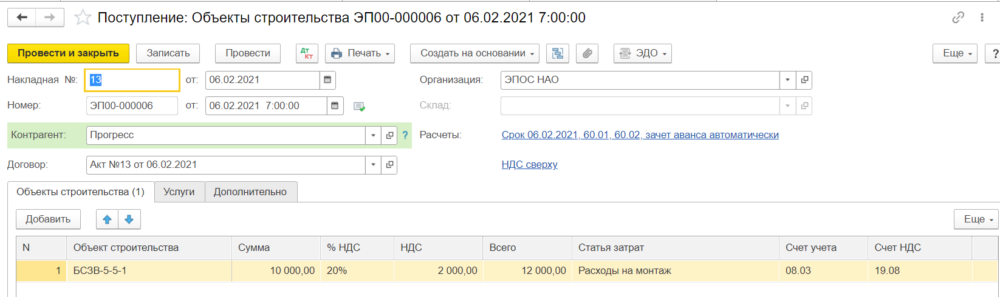 Поступление: Объекты строительства ЭП00-000006 от 06.02.2021 7:00:00
Провести и закрыть Записать Провести Дт Кт Печать Создать на основании ЭДО Еще ?
Накладная №: 13 от: 06.02.2021 Организация: ЭПОС НАО
Номер: ЭП00-000006 от: 06.02.2021 7:00:00 Склад:
Контрагент: Прогресс ? Расчеты: Срок 06.02.2021, 60.01, 60.02, зачет аванса автоматически
Договор: Акт №13 от 06.02.2021 НДС сверху
Объекты строительства (1) Услуги Дополнительно
Добавить Еще
N Объект строительства Сумма % НДС НДС Всего Статья затрат Счет учета Счет НДС
1 БСЗВ-5-5-1 10 000,00 20% 2 000,00 12 000,00 Расходы на монтаж 08.03 19.08